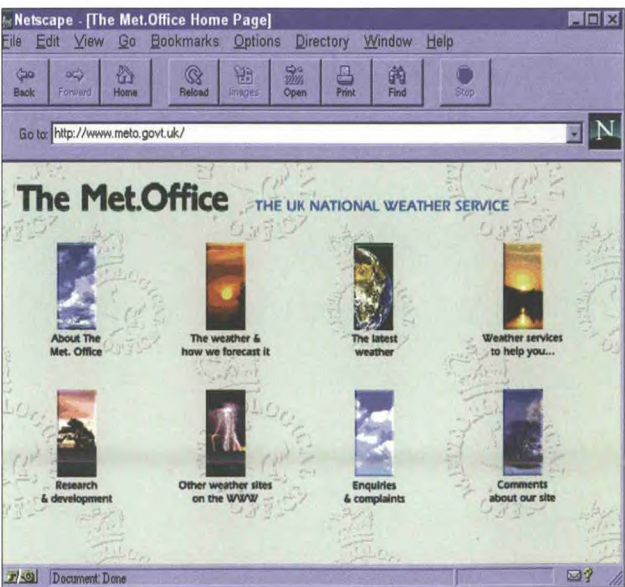 Netscape - [The Met.Office Home Page]
File Edit View Go Bookmarks Options Directory Window Help
Back Forward Home Reload Images Open Print Find Stop
Go to: http://www.meto.govt.uk/
N
The Met.Office THE UK NATIONAL WEATHER SERVICE
About The
Met. Office
The weather &
how we forecast it
The latest
weather
Weather services
to help you...
Research
& development
Other weather sites
on the WWW
Enquiries
& complaints
Comments
about our site
Document: Done